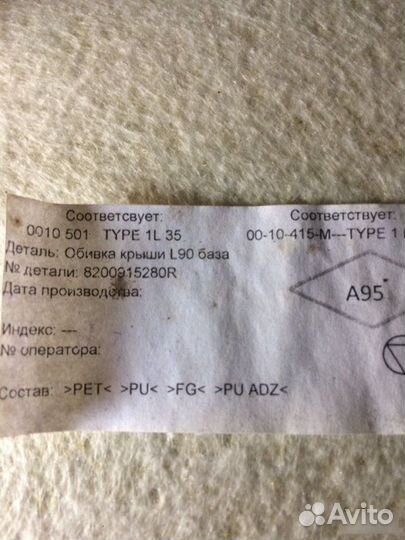 Соответсвует: Соответствует:
0010 501 TYPE 1L 35 00-10-415-M---TYPE 1
Деталь: Обивка крыши L90 база
№ детали: 8200915280R
Дата производства:
A95
Индекс: ---
№ оператора:
Состав: >PET< >PU< >FG< >PU ADZ<
Avito